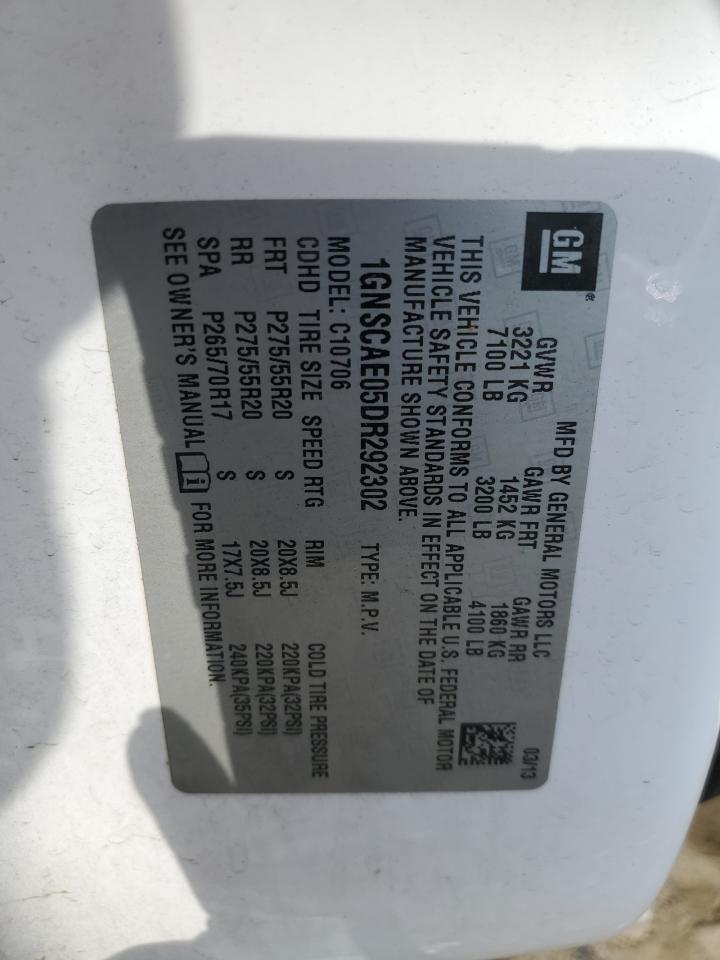 GM ®
MFD BY GENERAL MOTORS LLC 03/13
GVWR GAWR FRT GAWR RR
3221 KG 1452 KG 1860 KG
7100 LB 3200 LB 4100 LB
THIS VEHICLE CONFORMS TO ALL APPLICABLE U.S. FEDERAL MOTOR
VEHICLE SAFETY STANDARDS IN EFFECT ON THE DATE OF
MANUFACTURE SHOWN ABOVE.
1GNSCAE05DR292302 TYPE: M.P.V.
MODEL: C10706
CDHD TIRE SIZE SPEED RTG RIM COLD TIRE PRESSURE
FRT P275/55R20 S 20X8.5J 220KPA(32PSI)
RR P275/55R20 S 20X8.5J 220KPA(32PSI)
SPA P265/70R17 S 17X7.5J 240KPA(35PSI)
SEE OWNER'S MANUAL i FOR MORE INFORMATION.